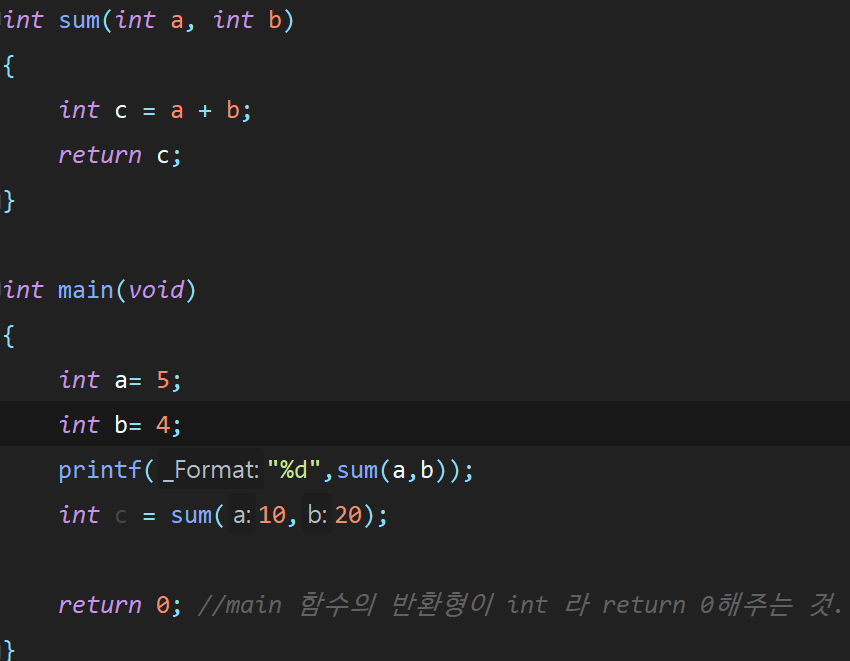 int sum(int a, int b)
{
int c = a + b;
return c;
}
int main(void)
{
int a= 5;
int b= 4;
printf(_Format:"%d",sum(a,b));
int c = sum(a:10,b:20);
return 0; //main 함수의 반환형이 int 라 return 0해주는 것.
}